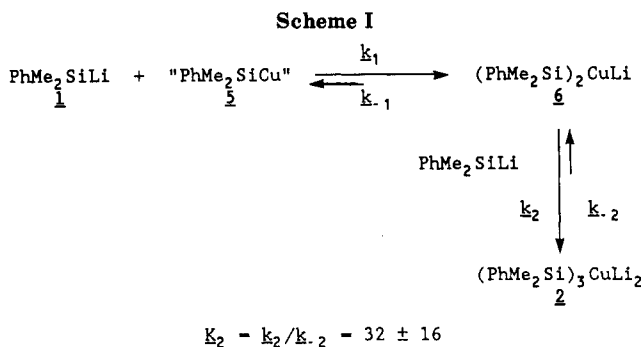 Scheme I
PhMe2SiLi + "PhMe2SiCu" k1 k-1 (PhMe2Si)2CuLi
1 5 6
PhMe2SiLi
k2 k-2
(PhMe2Si)3CuLi2
2
K2 = k2/k-2 = 32 ± 16